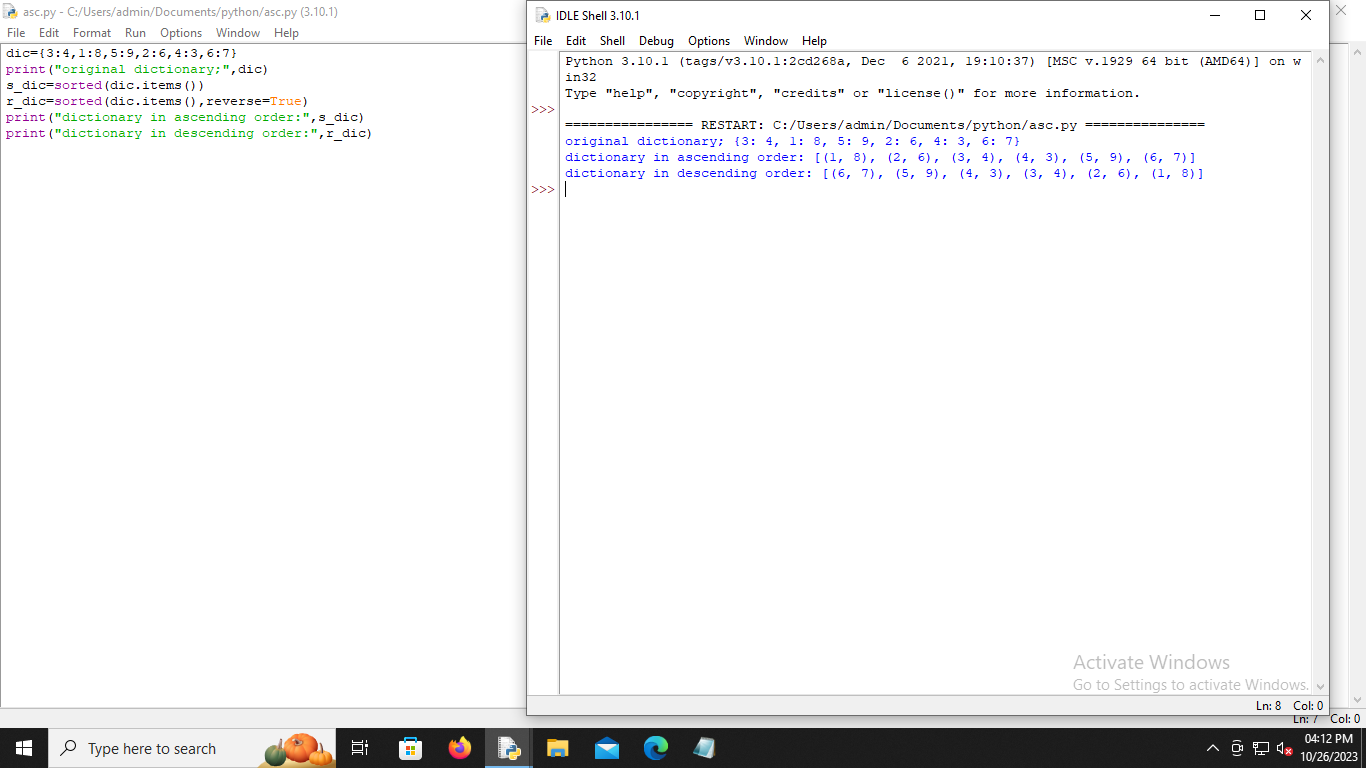 asc.py - C:/Users/admin/Documents/python/asc.py (3.10.1)
File Edit Format Run Options Window Help
dic={3:4,1:8,5:9,2:6,4:3,6:7}
print("original dictionary;",dic)
s_dic=sorted(dic.items())
r_dic=sorted(dic.items(),reverse=True)
print("dictionary in ascending order:",s_dic)
print("dictionary in descending order:",r_dic)
IDLE Shell 3.10.1
File Edit Shell Debug Options Window Help
Python 3.10.1 (tags/v3.10.1:2cd268a, Dec  6 2021, 19:10:37) [MSC v.1929 64 bit (AMD64)] on w
in32
Type "help", "copyright", "credits" or "license()" for more information.
>>>
================ RESTART: C:/Users/admin/Documents/python/asc.py ===============
original dictionary; {3: 4, 1: 8, 5: 9, 2: 6, 4: 3, 6: 7}
dictionary in ascending order: [(1, 8), (2, 6), (3, 4), (4, 3), (5, 9), (6, 7)]
dictionary in descending order: [(6, 7), (5, 9), (4, 3), (3, 4), (2, 6), (1, 8)]
>>>
Activate Windows
Go to Settings to activate Windows.
Ln: 8 Col: 0
Ln: 7 Col: 0
Type here to search
04:12 PM
10/26/2023